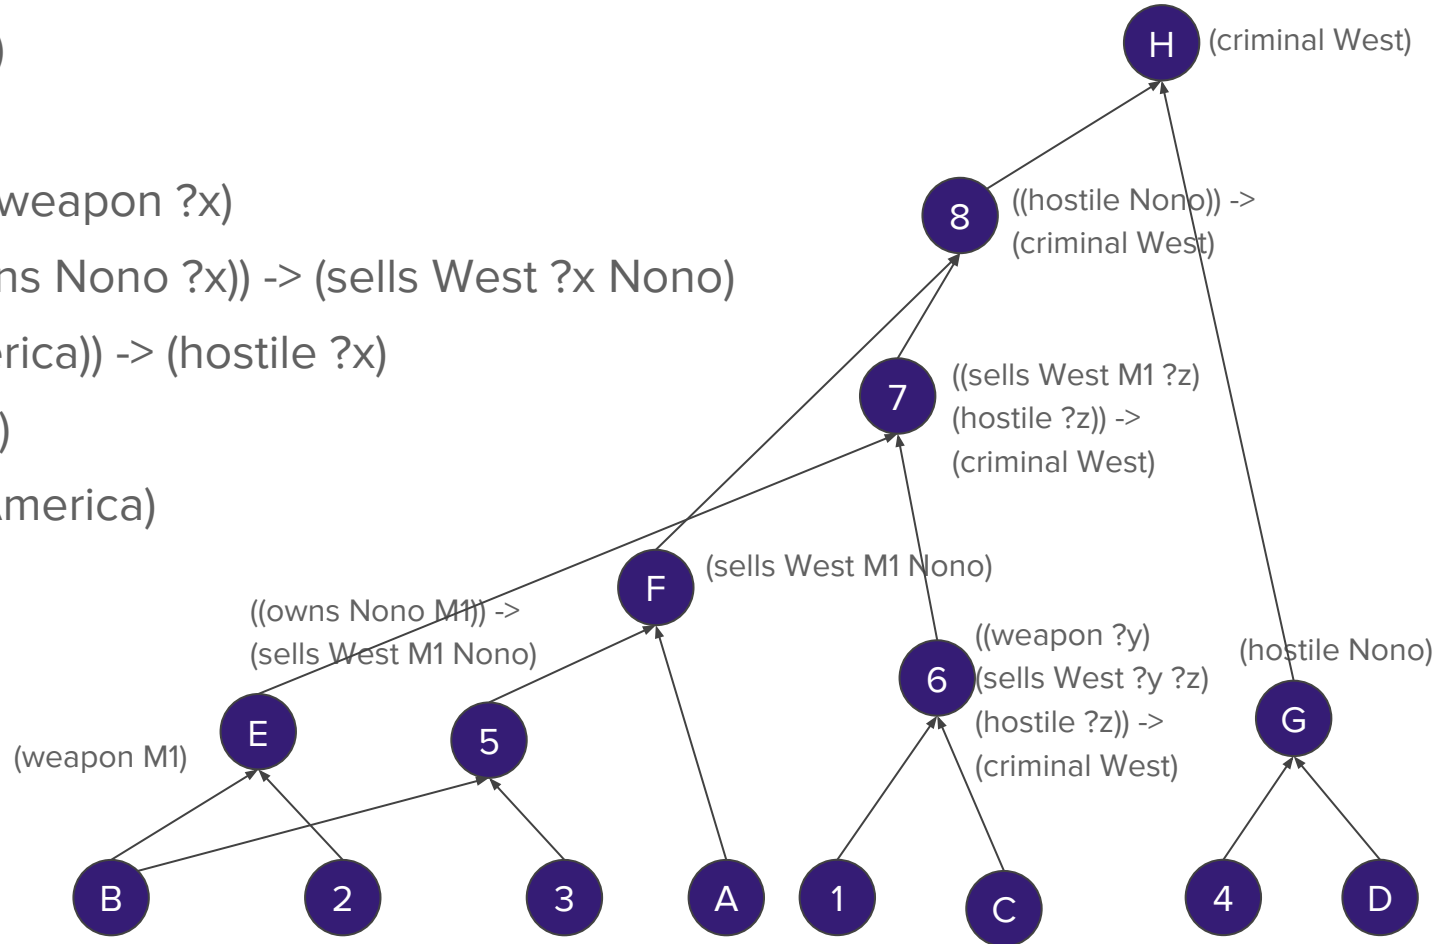 )
H
(criminal West)
weapon ?x)
8
((hostile Nono)) ->
(criminal West)
ns Nono ?x)) -> (sells West ?x Nono)
erica)) -> (hostile ?x)
7
((sells West M1 ?z)
(hostile ?z)) ->
(criminal West)
)
America)
F
(sells West M1 Nono)
((owns Nono M1)) ->
(sells West M1 Nono)
6
((weapon ?y)
(sells West ?y ?z)
(hostile ?z)) ->
(criminal West)
(hostile Nono)
G
E
5
(weapon M1)
B
2
3
A
1
C
4
D